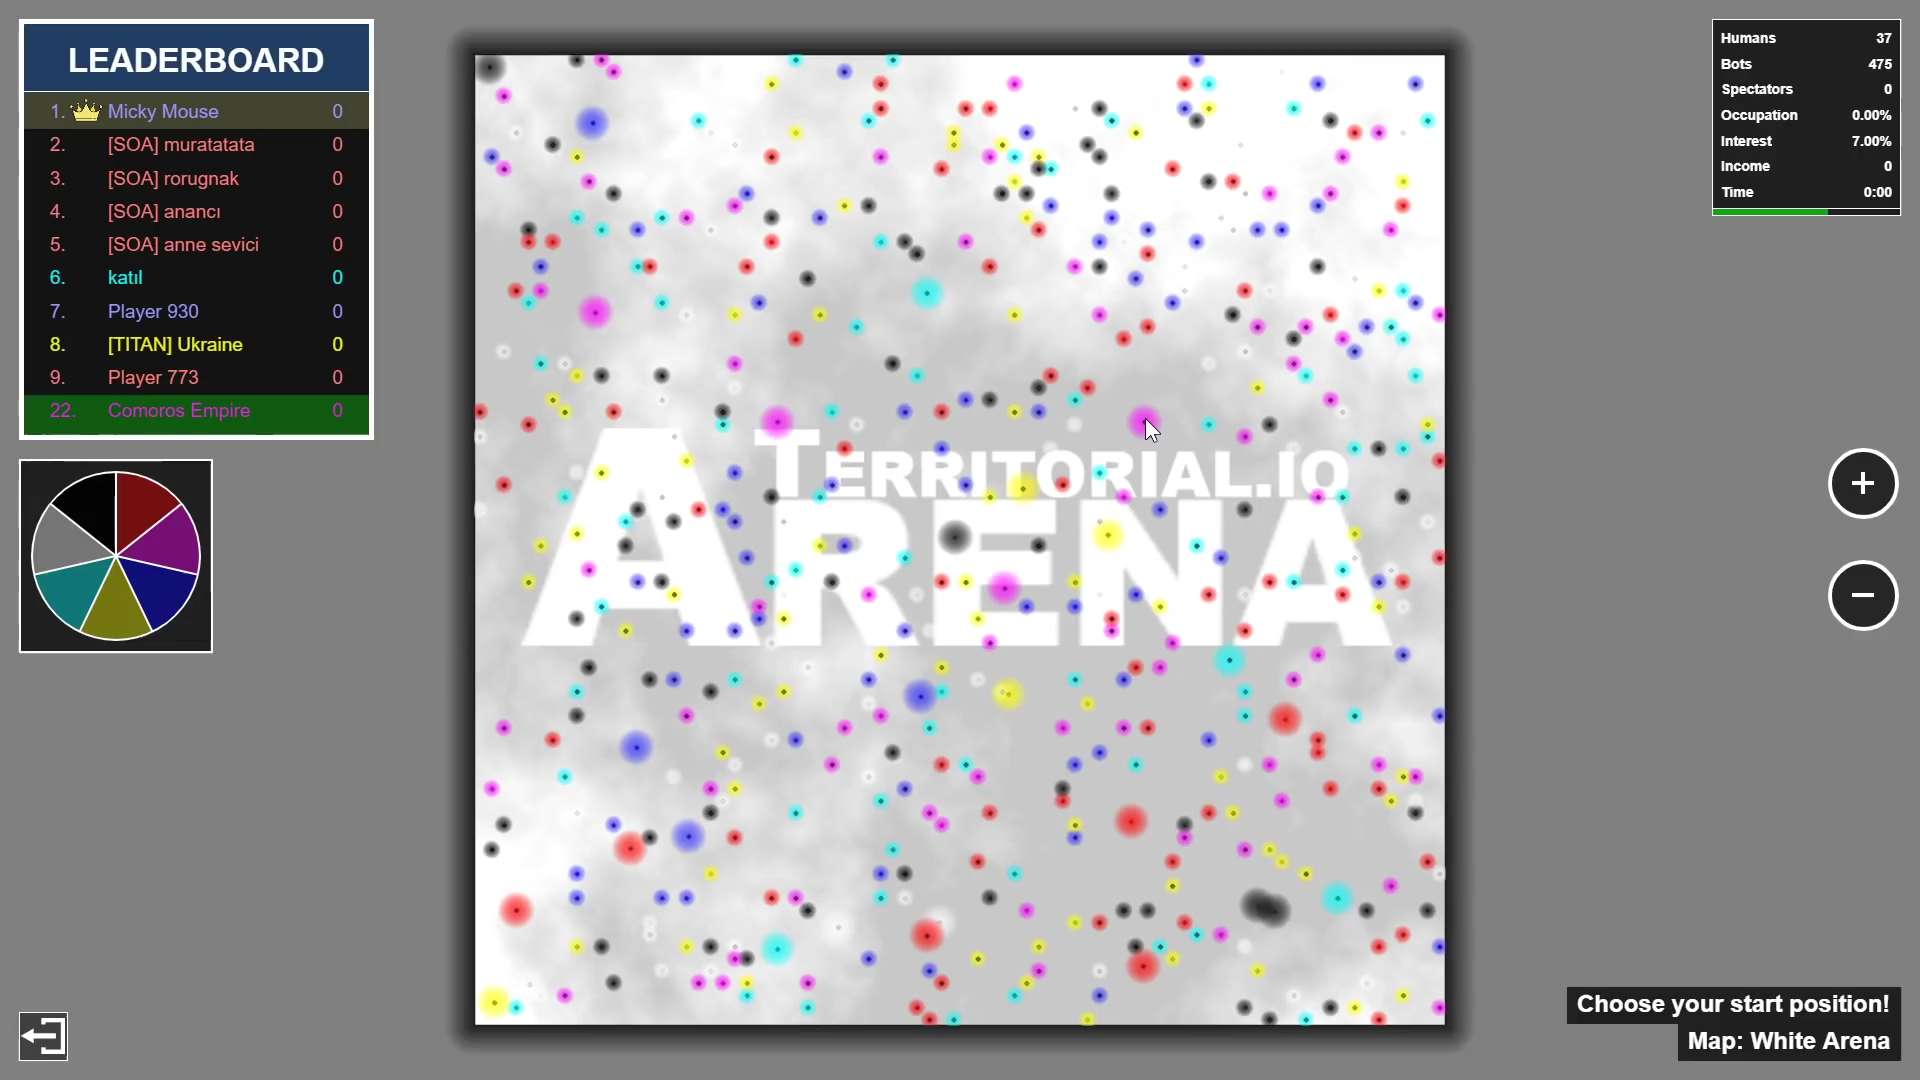 LEADERBOARD
1. Micky Mouse 0
2. [SOA] muratatata 0
3. [SOA] rorugnak 0
4. [SOA] anancı 0
5. [SOA] anne sevici 0
6. katıl 0
7. Player 930 0
8. [TITAN] Ukraine 0
9. Player 773 0
22. Comoros Empire 0
Humans 37
Bots 475
Spectators 0
Occupation 0.00%
Interest 7.00%
Income 0
Time 0:00
TERRITORIAL.IO
ARENA
+
−
Choose your start position!
Map: White Arena